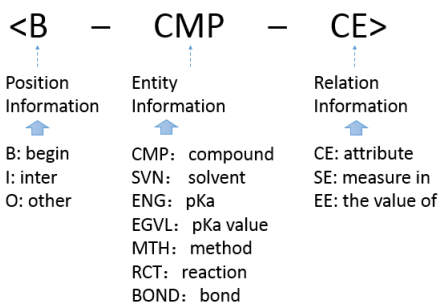 <B – CMP – CE>
Position Information
Entity Information
Relation Information
B: begin
I: inter
O: other
CMP: compound
SVN: solvent
ENG: pKa
EGVL: pKa value
MTH: method
RCT: reaction
BOND: bond
CE: attribute
SE: measure in
EE: the value of